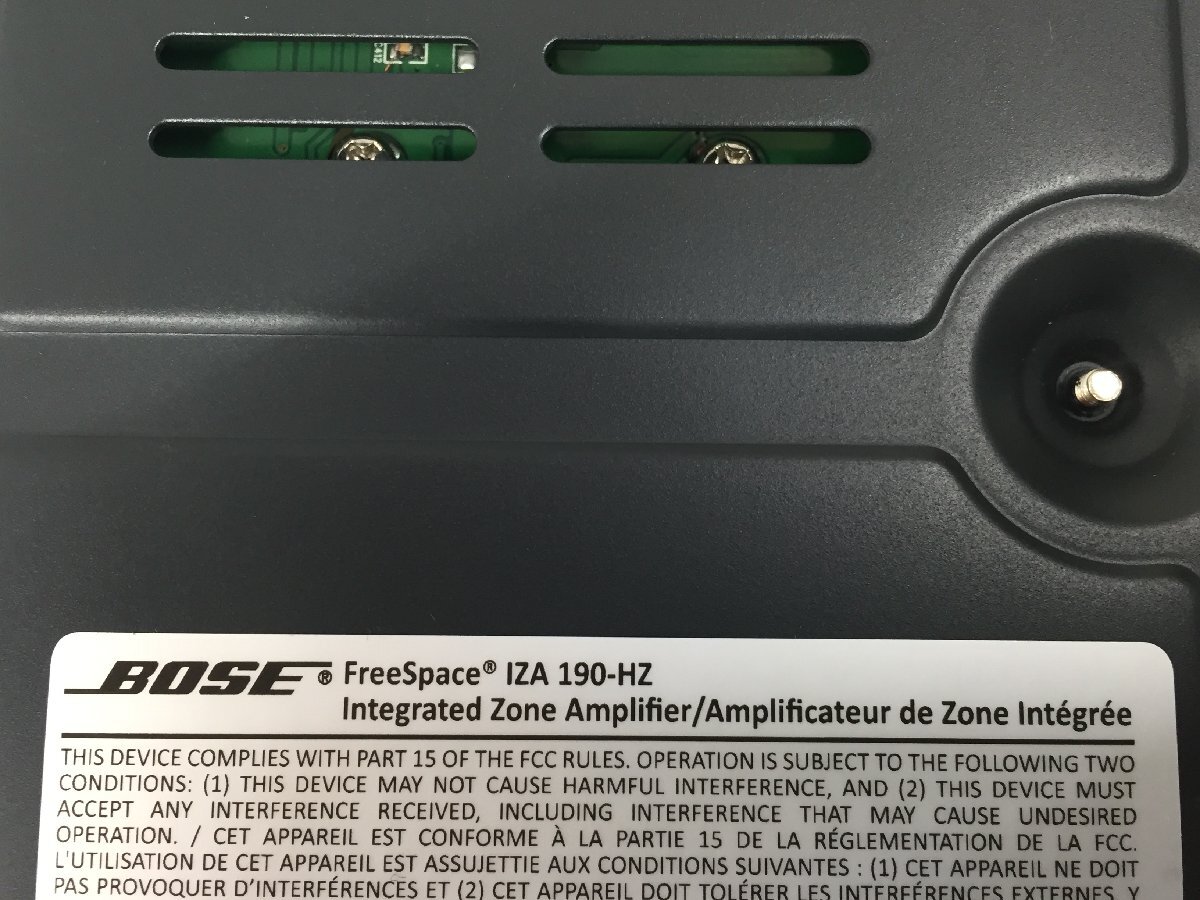 C412
BOSE® FreeSpace® IZA 190-HZ
Integrated Zone Amplifier/Amplificateur de Zone Intégrée
THIS DEVICE COMPLIES WITH PART 15 OF THE FCC RULES. OPERATION IS SUBJECT TO THE FOLLOWING TWO
CONDITIONS: (1) THIS DEVICE MAY NOT CAUSE HARMFUL INTERFERENCE, AND (2) THIS DEVICE MUST
ACCEPT ANY INTERFERENCE RECEIVED, INCLUDING INTERFERENCE THAT MAY CAUSE UNDESIRED
OPERATION. / CET APPAREIL EST CONFORME À LA PARTIE 15 DE LA RÉGLEMENTATION DE LA FCC.
L'UTILISATION DE CET APPAREIL EST ASSUJETTIE AUX CONDITIONS SUIVANTES : (1) CET APPAREIL NE DOIT
PAS PROVOQUER D'INTERFÉRENCES ET (2) CET APPAREIL DOIT TOLÉRER LES INTERFÉRENCES EXTERNES, Y